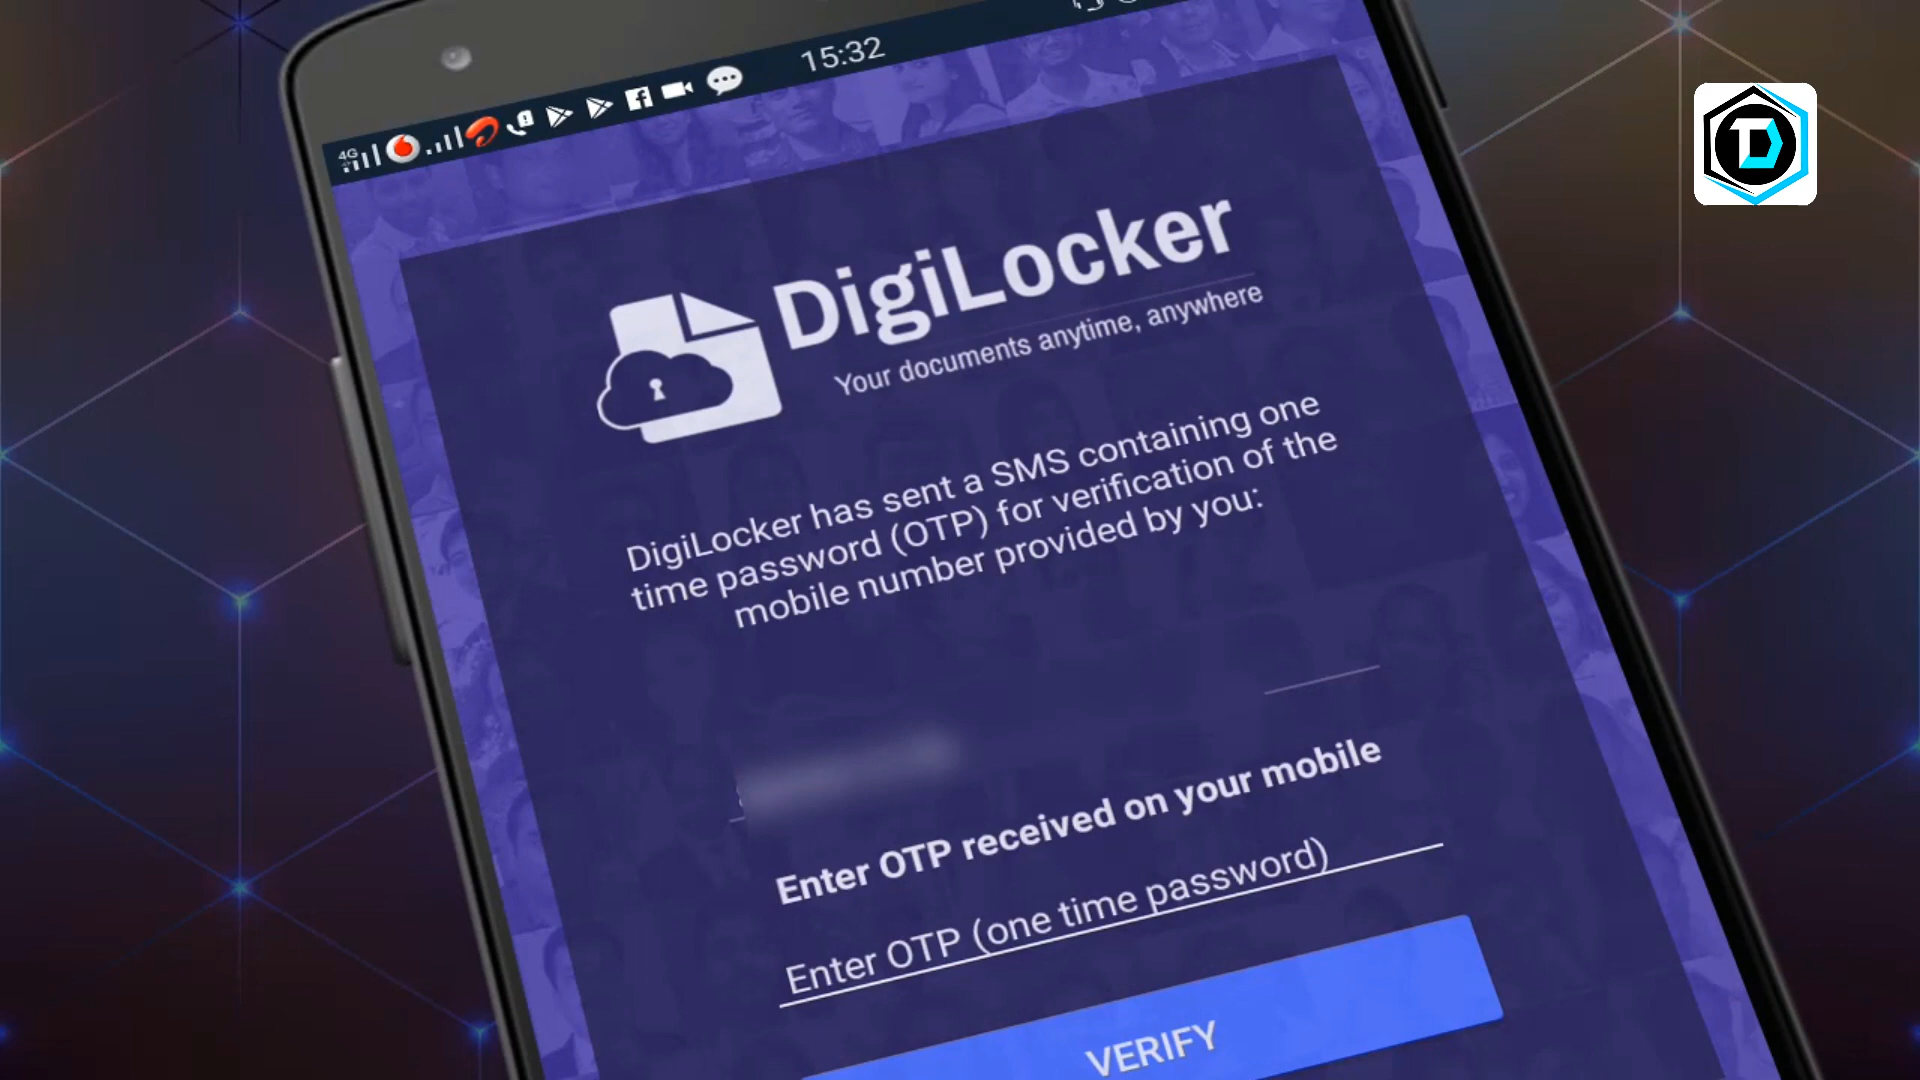 15:32
4G
DigiLocker
Your documents anytime, anywhere
DigiLocker has sent a SMS containing one
time password (OTP) for verification of the
mobile number provided by you:
Enter OTP received on your mobile
Enter OTP (one time password)
VERIFY